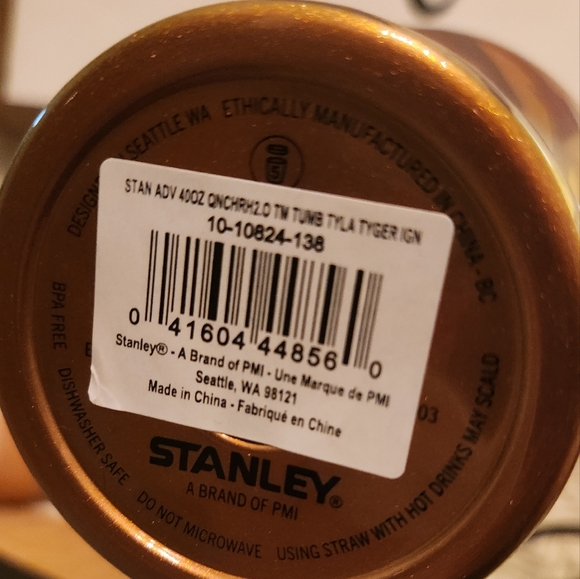 SEATTLE WA ETHICALLY MANUFACTURED IN CHINA - BC
STAN ADV 40OZ QNCHRH2.0 TM TUMB TYLA TYGER IGN
10-10824-138
0 41604 44856 0
Stanley® - A Brand of PMI - Une Marque de PMI
Seattle, WA 98121
Made in China - Fabriqué en Chine
03
STANLEY®
A BRAND OF PMI
BPA FREE DISHWASHER SAFE DO NOT MICROWAVE USING STRAW WITH HOT DRINKS MAY SCALD